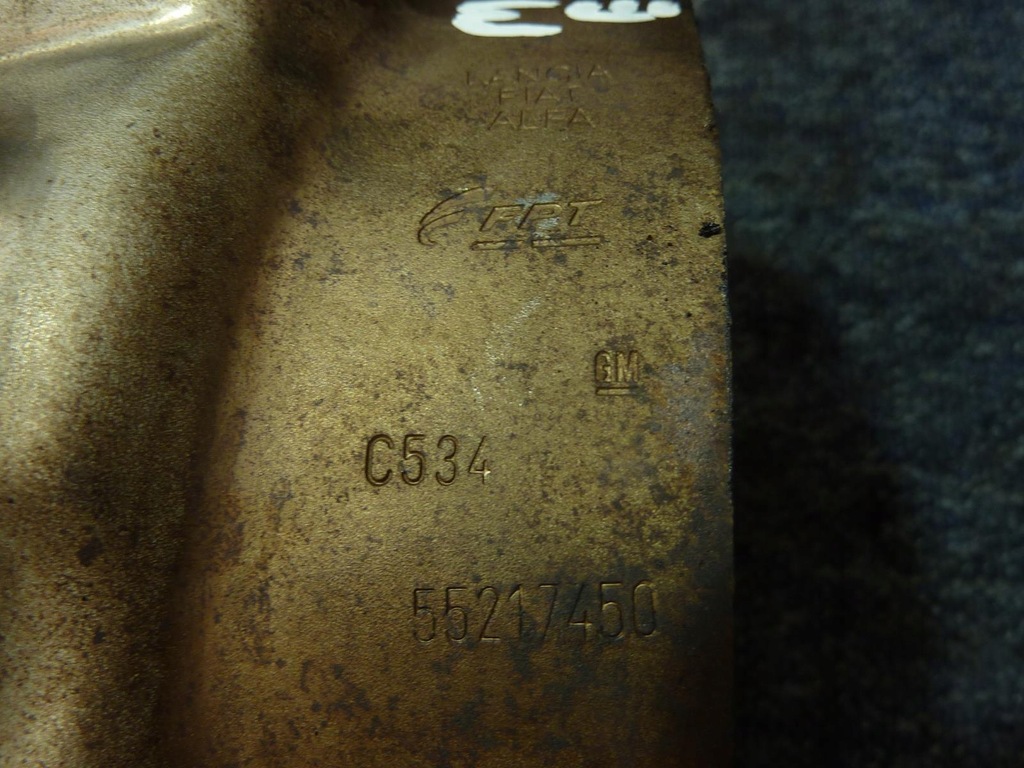 LANCIA
FIAT
ALFA
FPT
GM
C534
55217450